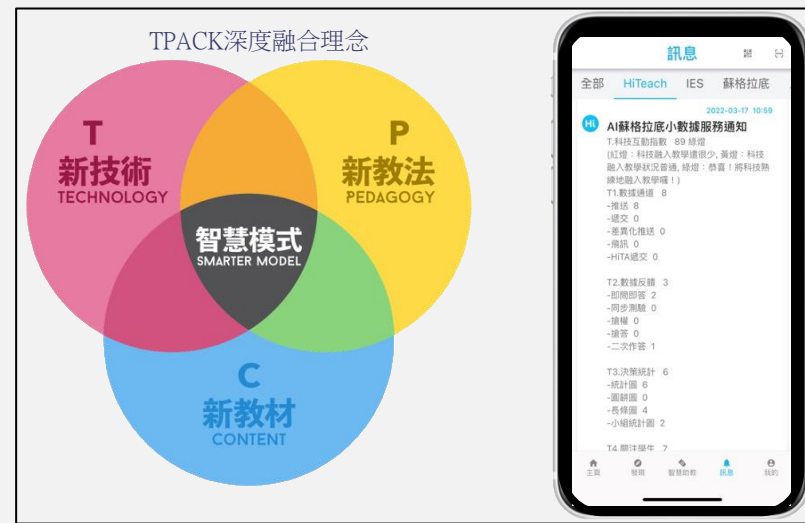 TPACK深度融合理念
T
新技術
TECHNOLOGY
P
新教法
PEDAGOGY
智慧模式
SMARTER MODEL
C
新教材
CONTENT
訊息
全部 HiTeach IES 蘇格拉底
2022-03-17 10:59
Hi
AI蘇格拉底小數據服務通知
T.科技互動指數 89 綠燈
(紅燈：科技融入教學還很少, 黃燈：科技
融入教學狀況普通, 綠燈：恭喜！將科技熟
練地融入教學囉！)
T1.數據通道 8
-推送 8
-遞交 0
-差異化推送 0
-飛訊 0
-HiTA遞交 0
T2.數據反饋 3
-即問即答 2
-同步測驗 0
-搶權 0
-搶答 0
-二次作答 1
T3.決策統計 6
-統計圖 6
-圓餅圖 0
-長條圖 4
-小組統計圖 2
T4.關注學生 7
主頁 發現 智慧助教 訊息 我的